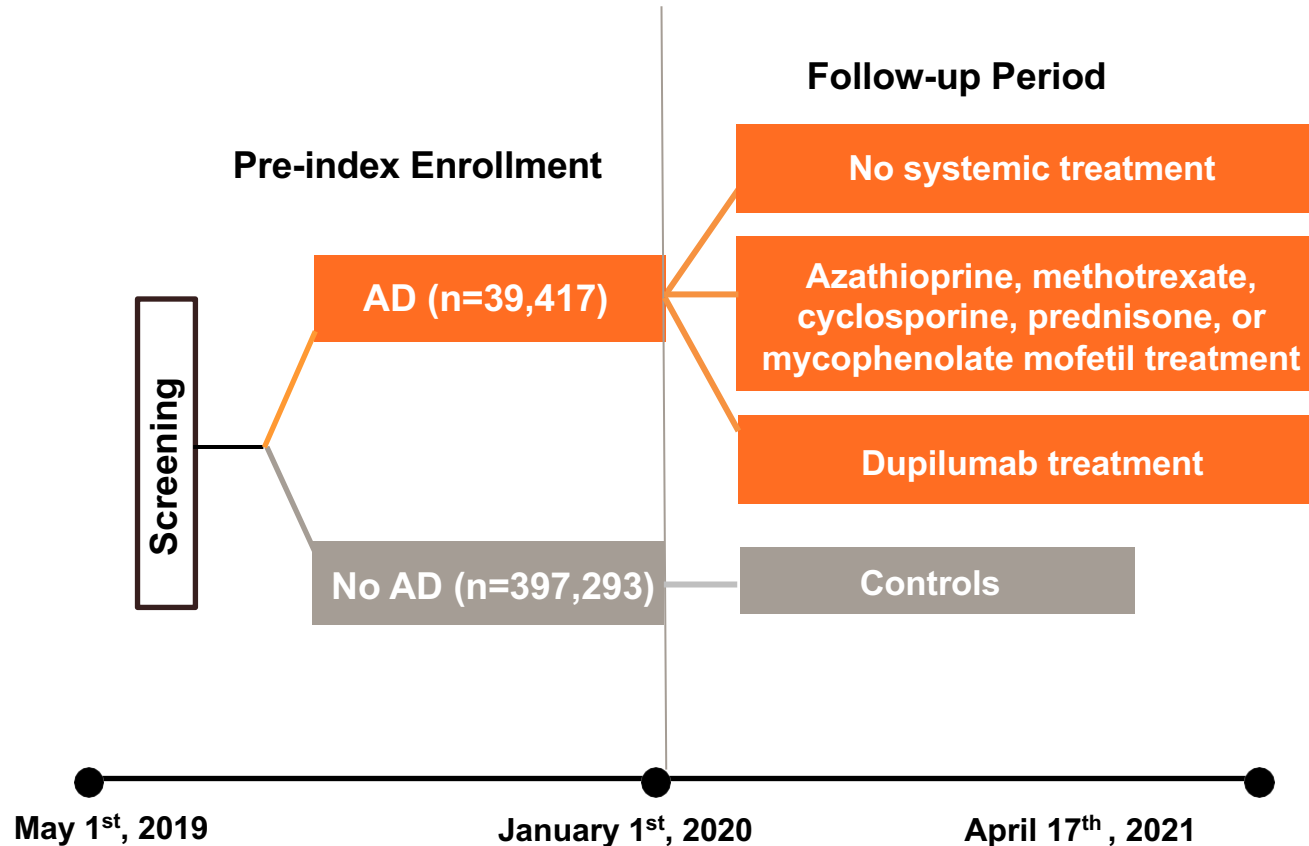 Follow-up Period
Pre-index Enrollment
No systemic treatment
AD (n=39,417)
Azathioprine, methotrexate,
cyclosporine, prednisone, or
mycophenolate mofetil treatment
Screening
Dupilumab treatment
No AD (n=397,293)
Controls
May 1st, 2019
January 1st, 2020
April 17th , 2021